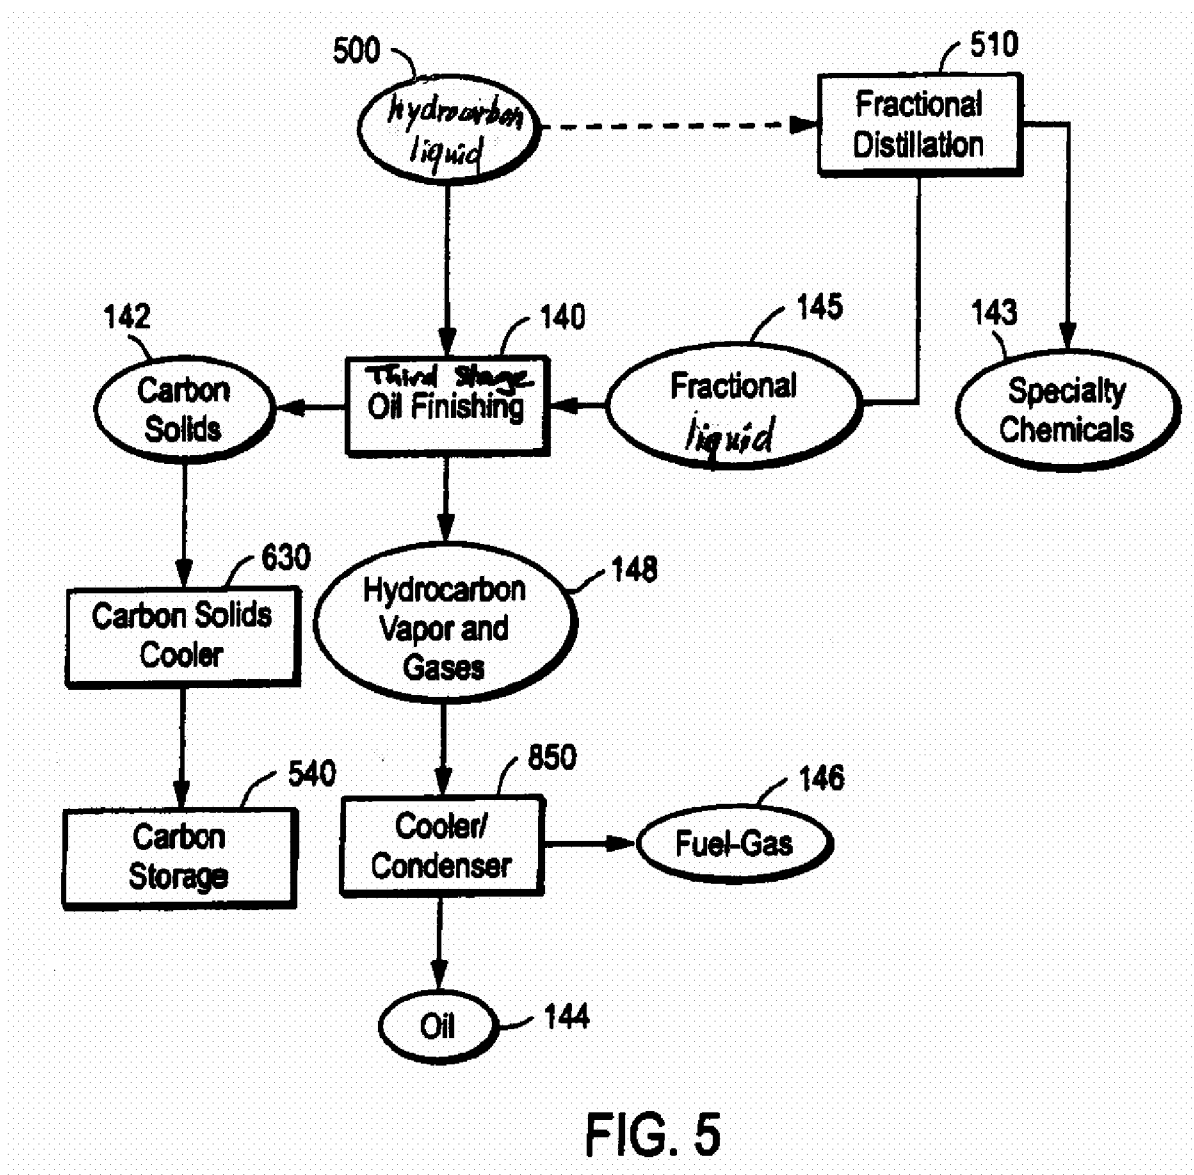 500
510
hydrocarbon
liquid
Fractional
Distillation
142
140
145
143
Carbon
Solids
Third Stage
Oil Finishing
Fractional
liquid
Specialty
Chemicals
630
148
Carbon Solids
Cooler
Hydrocarbon
Vapor and
Gases
540
850
146
Carbon
Storage
Cooler/
Condenser
Fuel-Gas
Oil
144
FIG. 5